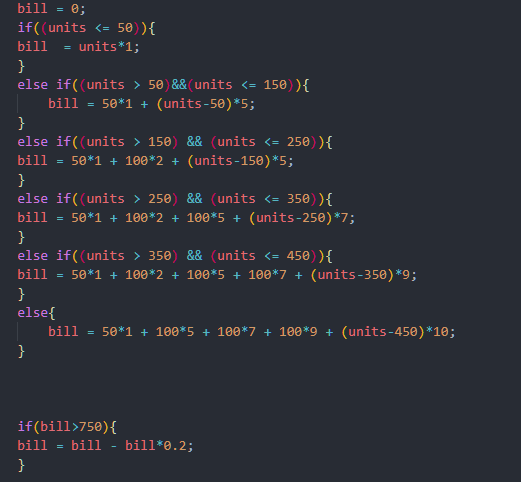 bill = 0;
if((units <= 50)){
bill  = units*1;
}
else if((units > 50)&&(units <= 150)){
    bill = 50*1 + (units-50)*5;
}
else if((units > 150) && (units <= 250)){
bill = 50*1 + 100*2 + (units-150)*5;
}
else if((units > 250) && (units <= 350)){
bill = 50*1 + 100*2 + 100*5 + (units-250)*7;
}
else if((units > 350) && (units <= 450)){
bill = 50*1 + 100*2 + 100*5 + 100*7 + (units-350)*9;
}
else{
    bill = 50*1 + 100*5 + 100*7 + 100*9 + (units-450)*10;
}
if(bill>750){
bill = bill - bill*0.2;
}